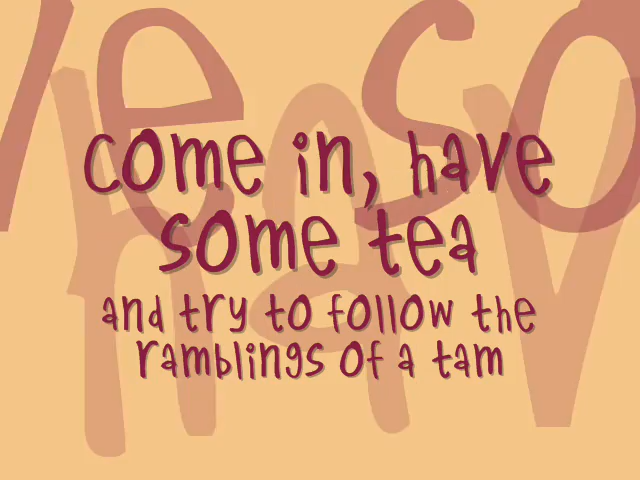 come in, have
some tea
and try to follow the
ramblings of a tam